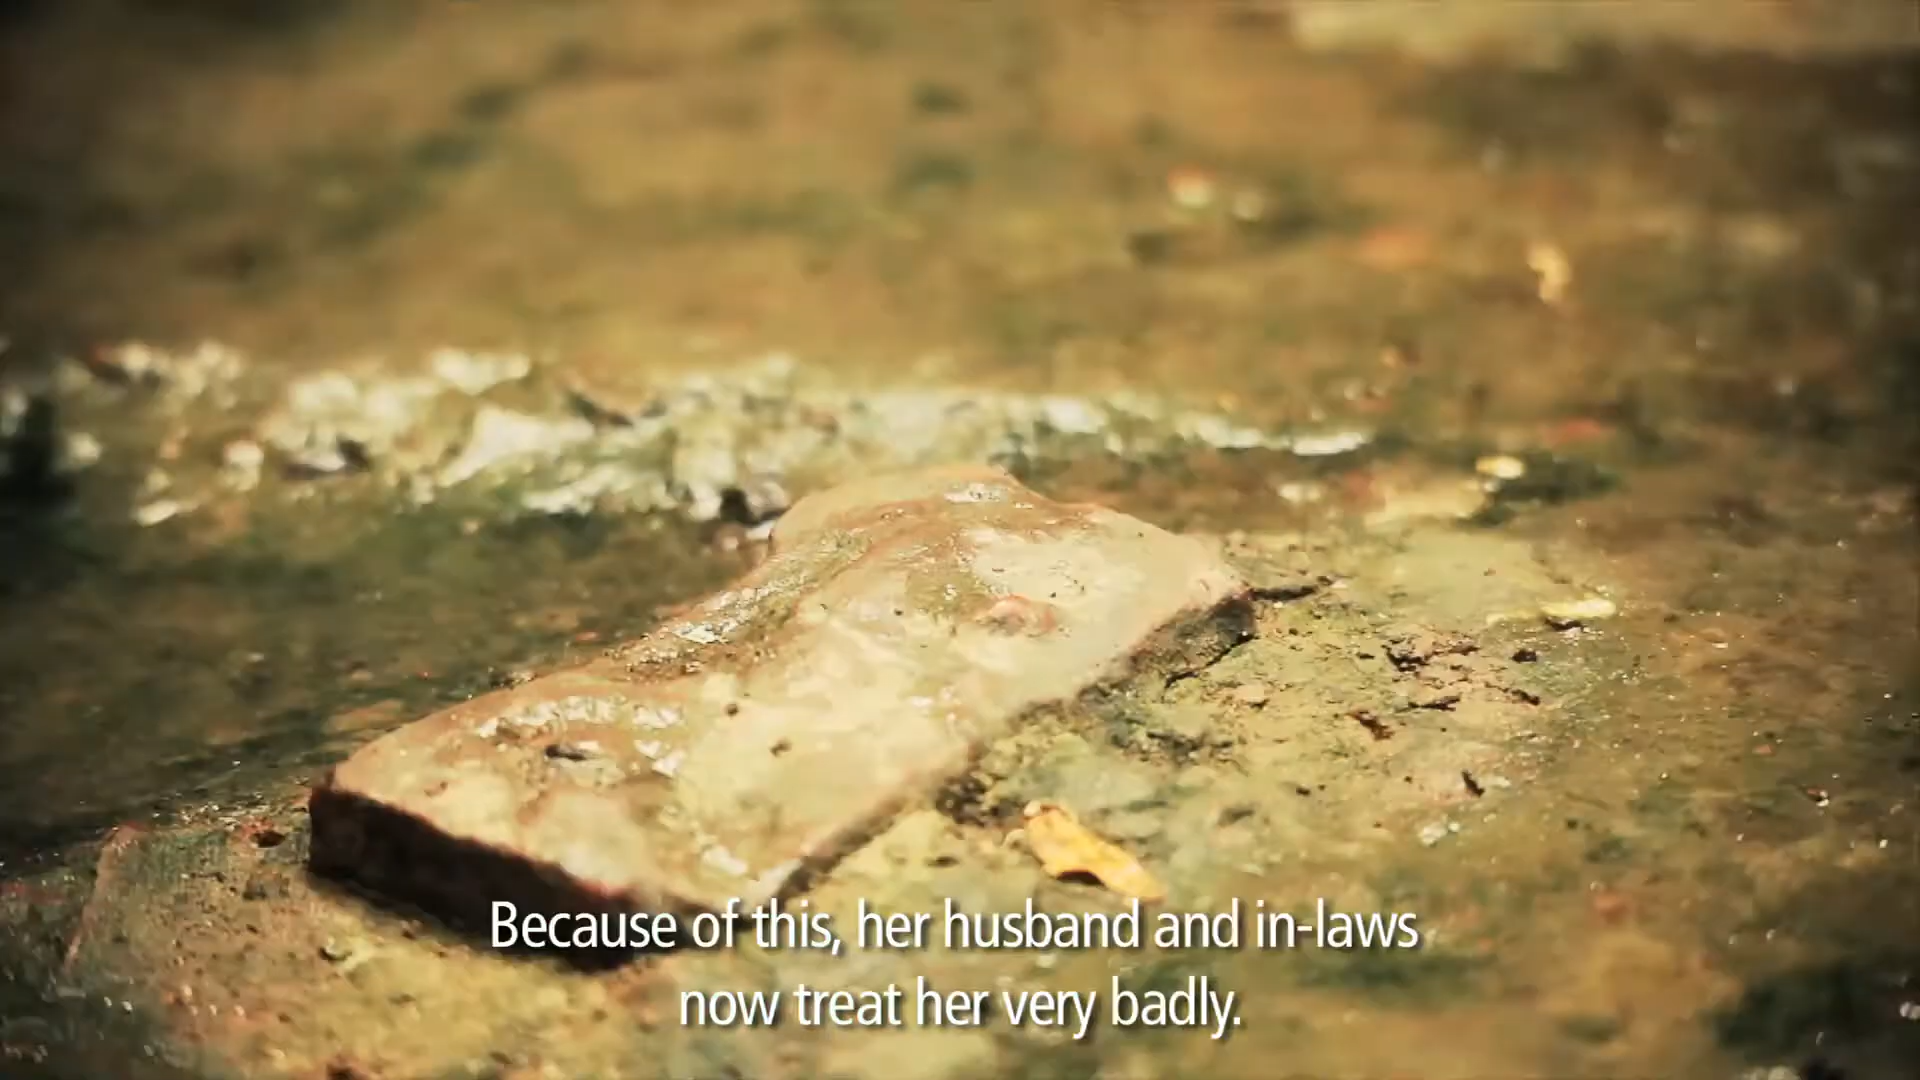 Because of this, her husband and in-laws
now treat her very badly.